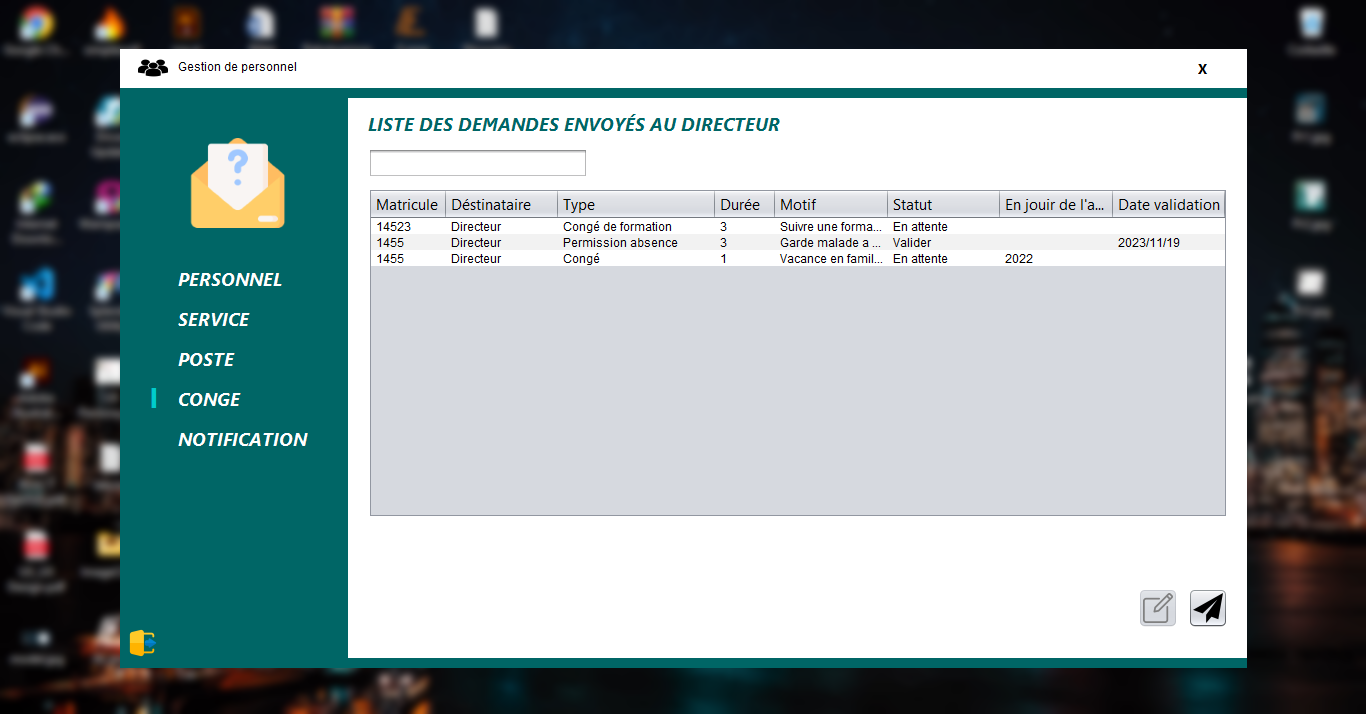 Gestion de personnel
X
LISTE DES DEMANDES ENVOYÉS AU DIRECTEUR
PERSONNEL
SERVICE
POSTE
CONGE
NOTIFICATION
Matricule Déstinataire Type Durée Motif Statut En jour de l'a... Date validation
14523 Directeur Congé de formation 3 Suivre une forma... En attente
1455 Directeur Permission absence 3 Garde malade a ... Valider 2023/11/19
1455 Directeur Congé 1 Vacance en famil... En attente 2022